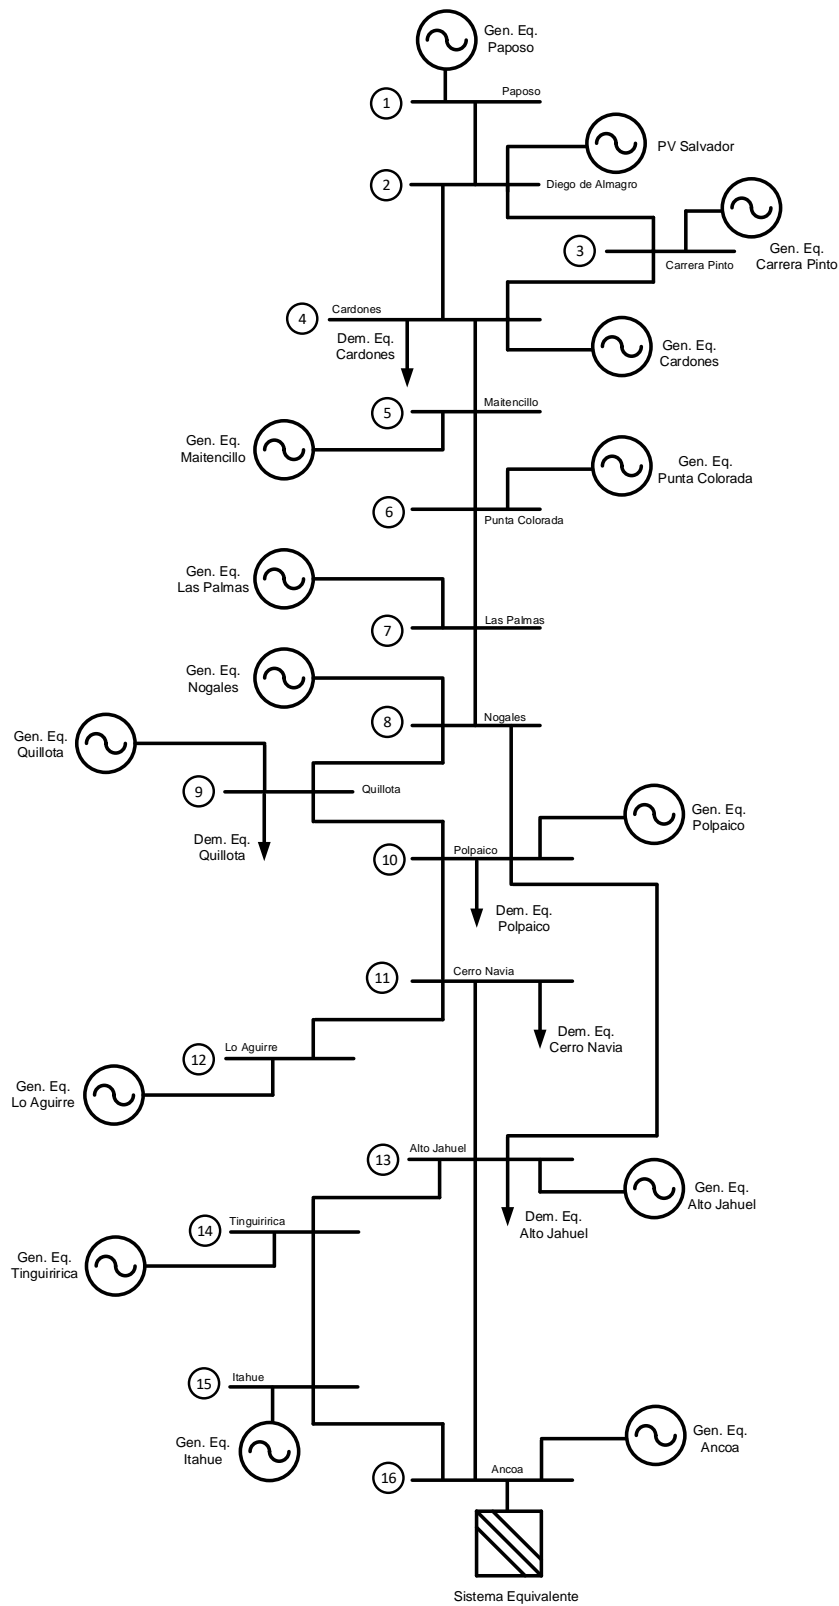 Gen. Eq.
Paposo
Paposo
1
PV Salvador
2
Diego de Almagro
3
Carrera Pinto
Gen. Eq.
Carrera Pinto
Cardones
4
Dem. Eq.
Cardones
Gen. Eq.
Cardones
Maitencillo
5
Gen. Eq.
Maitencillo
Gen. Eq.
Punta Colorada
6
Punta Colorada
Gen. Eq.
Las Palmas
7
Las Palmas
Gen. Eq.
Nogales
8
Nogales
Gen. Eq.
Quillota
9
Quillota
Dem. Eq.
Quillota
Gen. Eq.
Polpaico
10
Polpaico
Dem. Eq.
Polpaico
11
Cerro Navia
Dem. Eq.
Cerro Navia
12
Lo Aguirre
Gen. Eq.
Lo Aguirre
13
Alto Jahuel
Gen. Eq.
Alto Jahuel
Dem. Eq.
Alto Jahuel
14
Tinguiririca
Gen. Eq.
Tinguiririca
15
Itahue
Gen. Eq.
Itahue
Gen. Eq.
Ancoa
16
Ancoa
Sistema Equivalente